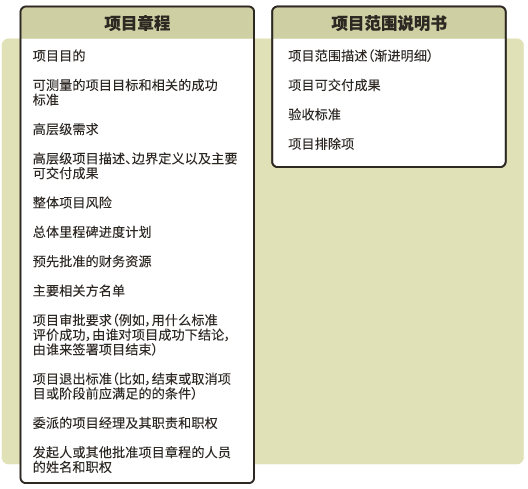 项目章程
项目目的
可测量的项目目标和相关的成功
标准
高层级需求
高层级项目描述、边界定义以及主要
可交付成果
整体项目风险
总体里程碑进度计划
预先批准的财务资源
主要相关方名单
项目审批要求（例如，用什么标准
评价成功，由谁对项目成功下结论，
由谁来签署项目结束）
项目退出标准（比如，结束或取消项
目或阶段前应满足的的条件）
委派的项目经理及其职责和职权
发起人或其他批准项目章程的人员
的姓名和职权
项目范围说明书
项目范围描述（渐进明细）
项目可交付成果
验收标准
项目排除项